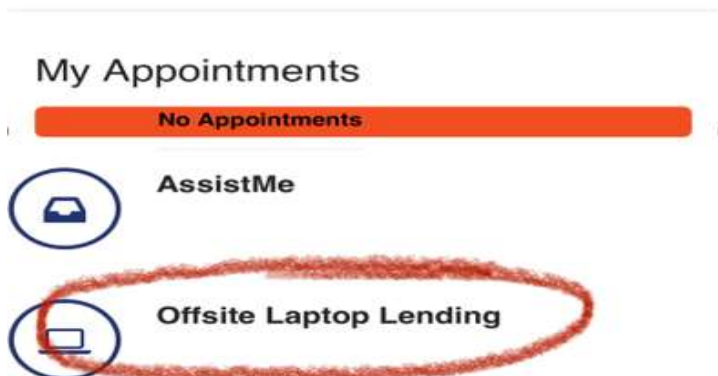 My Appointments
No Appointments
AssistMe
Offsite Laptop Lending